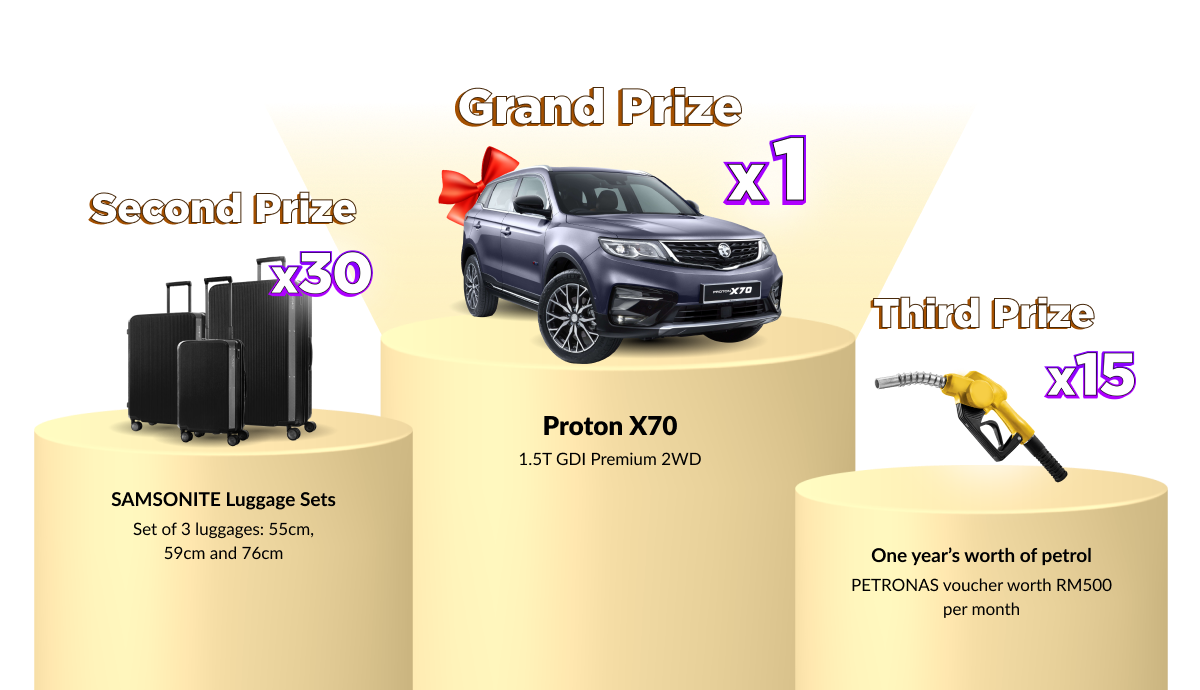 Grand Prize
x1
PROTON X70
Proton X70
1.5T GDI Premium 2WD
Second Prize
x30
SAMSONITE Luggage Sets
Set of 3 luggages: 55cm,
59cm and 76cm
Third Prize
x15
One year’s worth of petrol
PETRONAS voucher worth RM500
per month